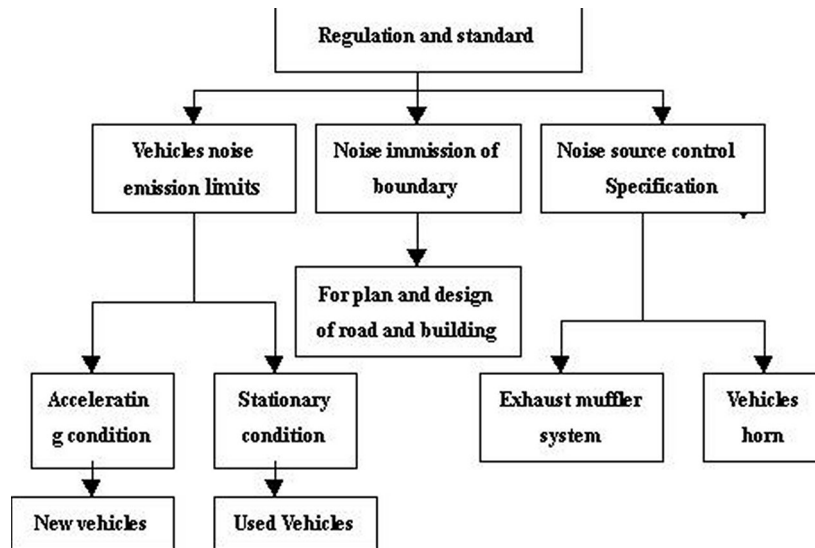 Regulation and standard
Vehicles noise
emission limits
Noise immission of
boundary
Noise source control
Specification
For plan and design
of road and building
Acceleratin
g condition
Stationary
condition
Exhaust muffler
system
Vehicles
horn
New vehicles
Used Vehicles